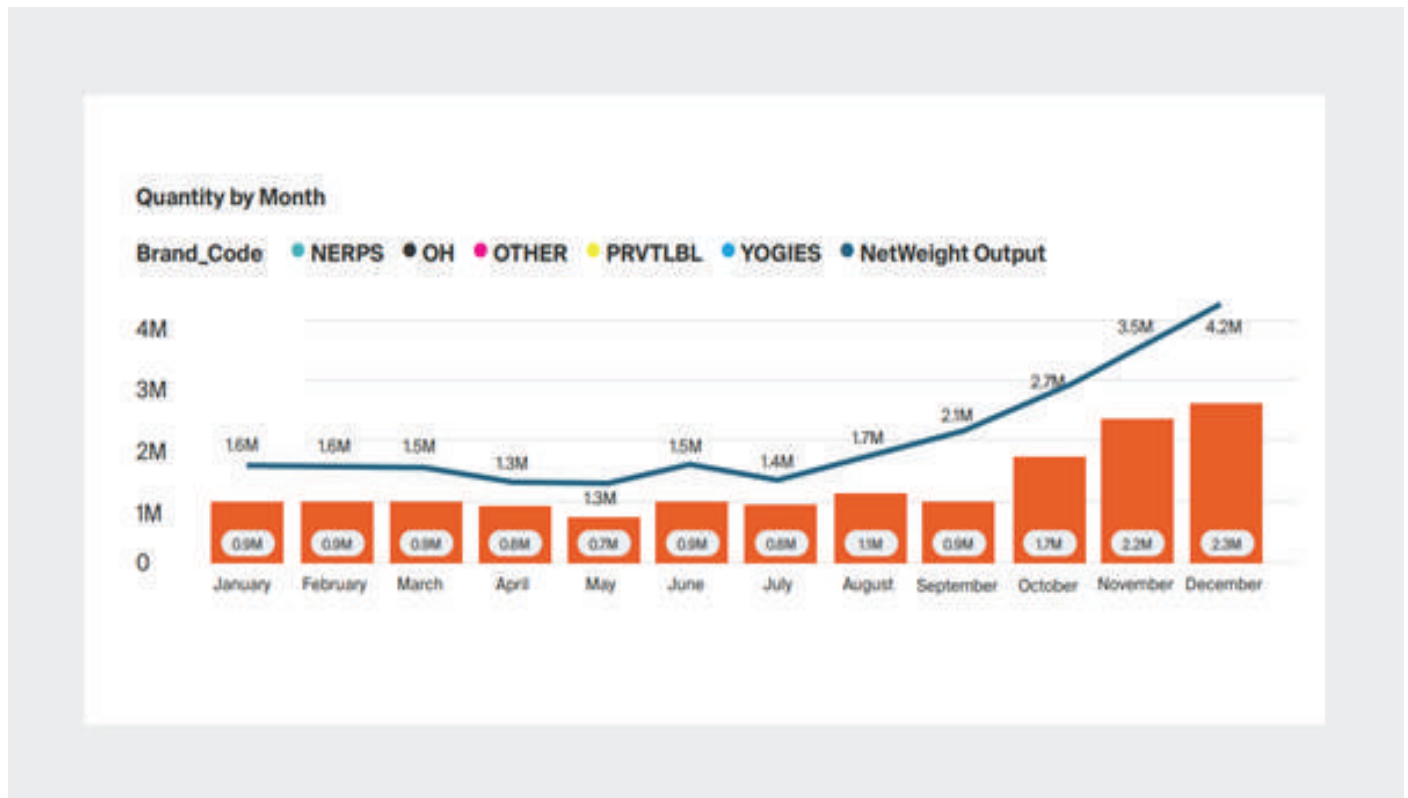 Quantity by Month
Brand_Code NERPS OH OTHER PRVTLBL YOGIES NetWeight Output
4M
3M
2M
1M
0
1.6M 1.6M 1.5M 1.3M 1.3M 1.5M 1.4M 1.7M 2.1M 2.7M 3.5M 4.2M
0.9M 0.9M 0.9M 0.8M 0.7M 0.9M 0.8M 1.1M 0.9M 1.7M 2.2M 2.3M
January February March April May June July August September October November December